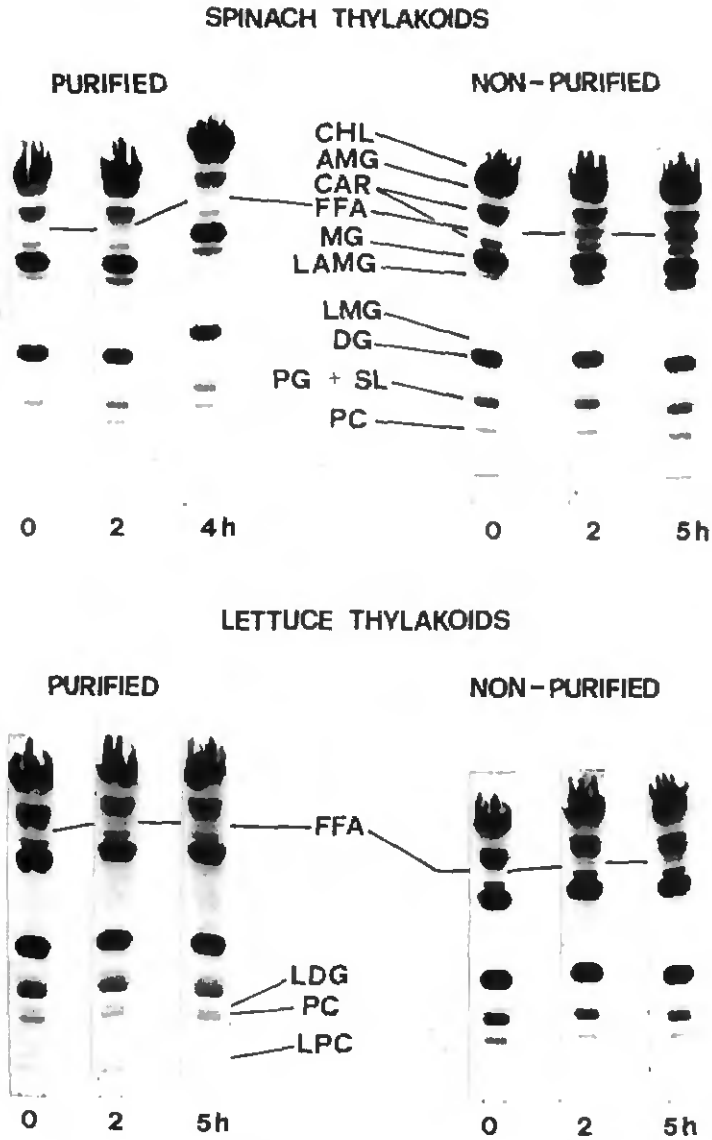 SPINACH THYLAKOIDS
PURIFIED
NON-PURIFIED
CHL
AMG
CAR
FFA
MG
LAMG
LMG
DG
PG + SL
PC
0 2 4h
0 2 5h
LETTUCE THYLAKOIDS
PURIFIED
NON-PURIFIED
FFA
LDG
PC
LPC
0 2 5h
0 2 5h